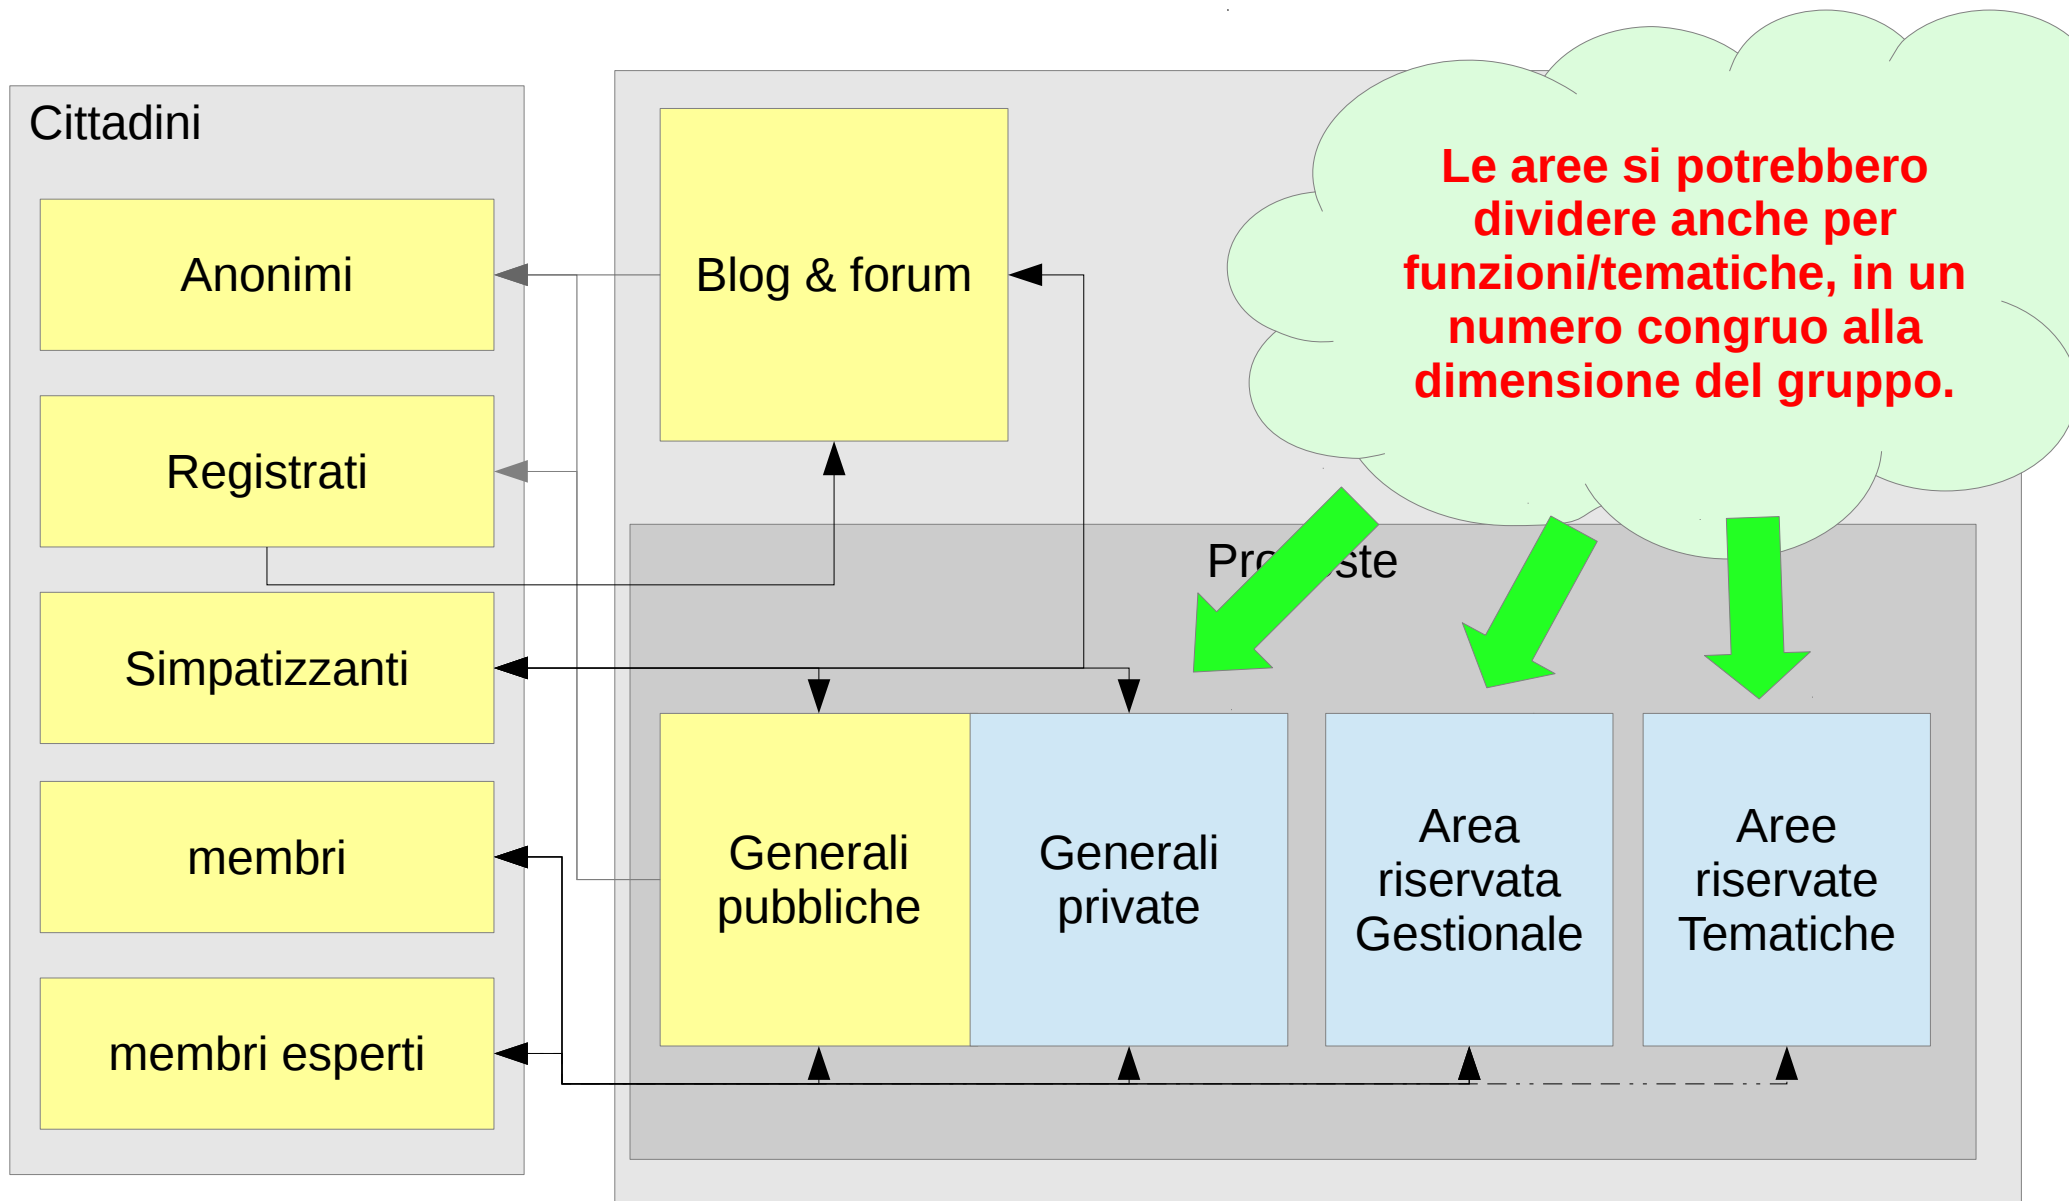 Cittadini
Anonimi
Registrati
Simpatizzanti
membri
membri esperti
Blog & forum
Le aree si potrebbero
dividere anche per
funzioni/tematiche, in un
numero congruo alla
dimensione del gruppo.
Generali
pubbliche
Generali
private
Area
riservata
Gestionale
Aree
riservate
Tematiche